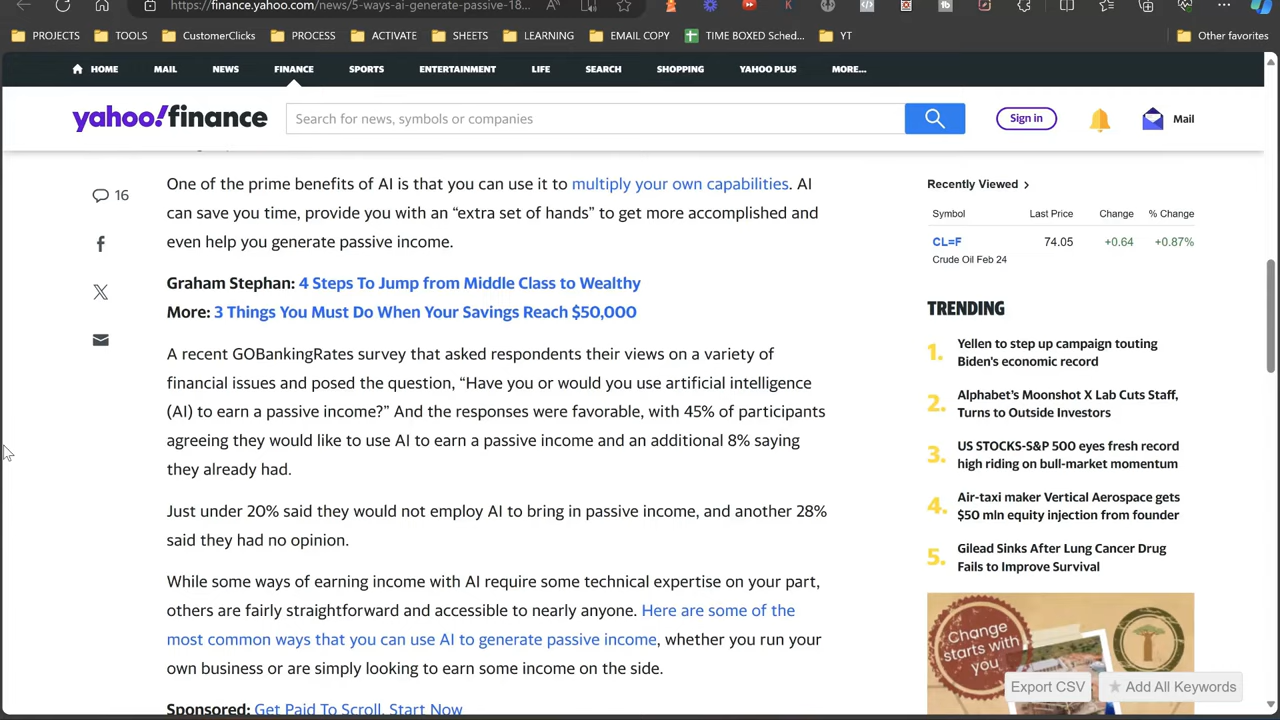 https://finance.yahoo.com/news/5-ways-ai-generate-passive-18...
PROJECTS TOOLS CustomerClicks PROCESS ACTIVATE SHEETS LEARNING EMAIL COPY TIME BOXED Sched... YT Other favorites
HOME MAIL NEWS FINANCE SPORTS ENTERTAINMENT LIFE SEARCH SHOPPING YAHOO PLUS MORE...
yahoo!finance Search for news, symbols or companies Sign in Mail
16
One of the prime benefits of AI is that you can use it to multiply your own capabilities. AI
can save you time, provide you with an “extra set of hands” to get more accomplished and
even help you generate passive income.
Graham Stephan: 4 Steps To Jump from Middle Class to Wealthy
More: 3 Things You Must Do When Your Savings Reach $50,000
A recent GOBankingRates survey that asked respondents their views on a variety of
financial issues and posed the question, “Have you or would you use artificial intelligence
(AI) to earn a passive income?” And the responses were favorable, with 45% of participants
agreeing they would like to use AI to earn a passive income and an additional 8% saying
they already had.
Just under 20% said they would not employ AI to bring in passive income, and another 28%
said they had no opinion.
While some ways of earning income with AI require some technical expertise on your part,
others are fairly straightforward and accessible to nearly anyone. Here are some of the
most common ways that you can use AI to generate passive income, whether you run your
own business or are simply looking to earn some income on the side.
Sponsored: Get Paid To Scroll. Start Now
Recently Viewed
Symbol Last Price Change % Change
CL=F 74.05 +0.64 +0.87%
Crude Oil Feb 24
TRENDING
1. Yellen to step up campaign touting
Biden's economic record
2. Alphabet’s Moonshot X Lab Cuts Staff,
Turns to Outside Investors
3. US STOCKS-S&P 500 eyes fresh record
high riding on bull-market momentum
4. Air-taxi maker Vertical Aerospace gets
$50 mln equity injection from founder
5. Gilead Sinks After Lung Cancer Drug
Fails to Improve Survival
Change
starts with
you
Export CSV Add All Keywords